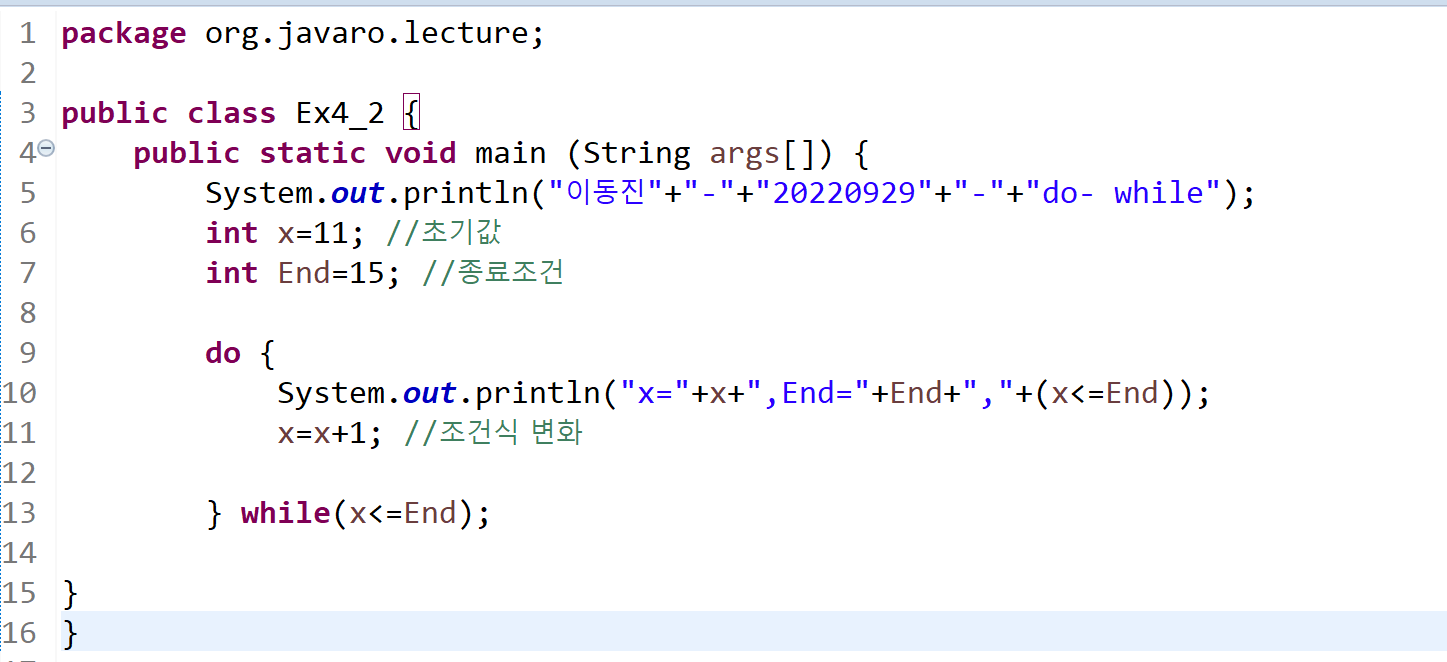 1 package org.javaro.lecture;
2
3 public class Ex4_2 {
4 public static void main (String args[]) {
5 System.out.println("이동진"+"-"+"20220929"+"-"+"do- while");
6 int x=11; //초기값
7 int End=15; //종료조건
8
9 do {
10 System.out.println("x="+x+",End="+End+","+(x<=End));
11 x=x+1; //조건식 변화
12
13 } while(x<=End);
14
15 }
16 }